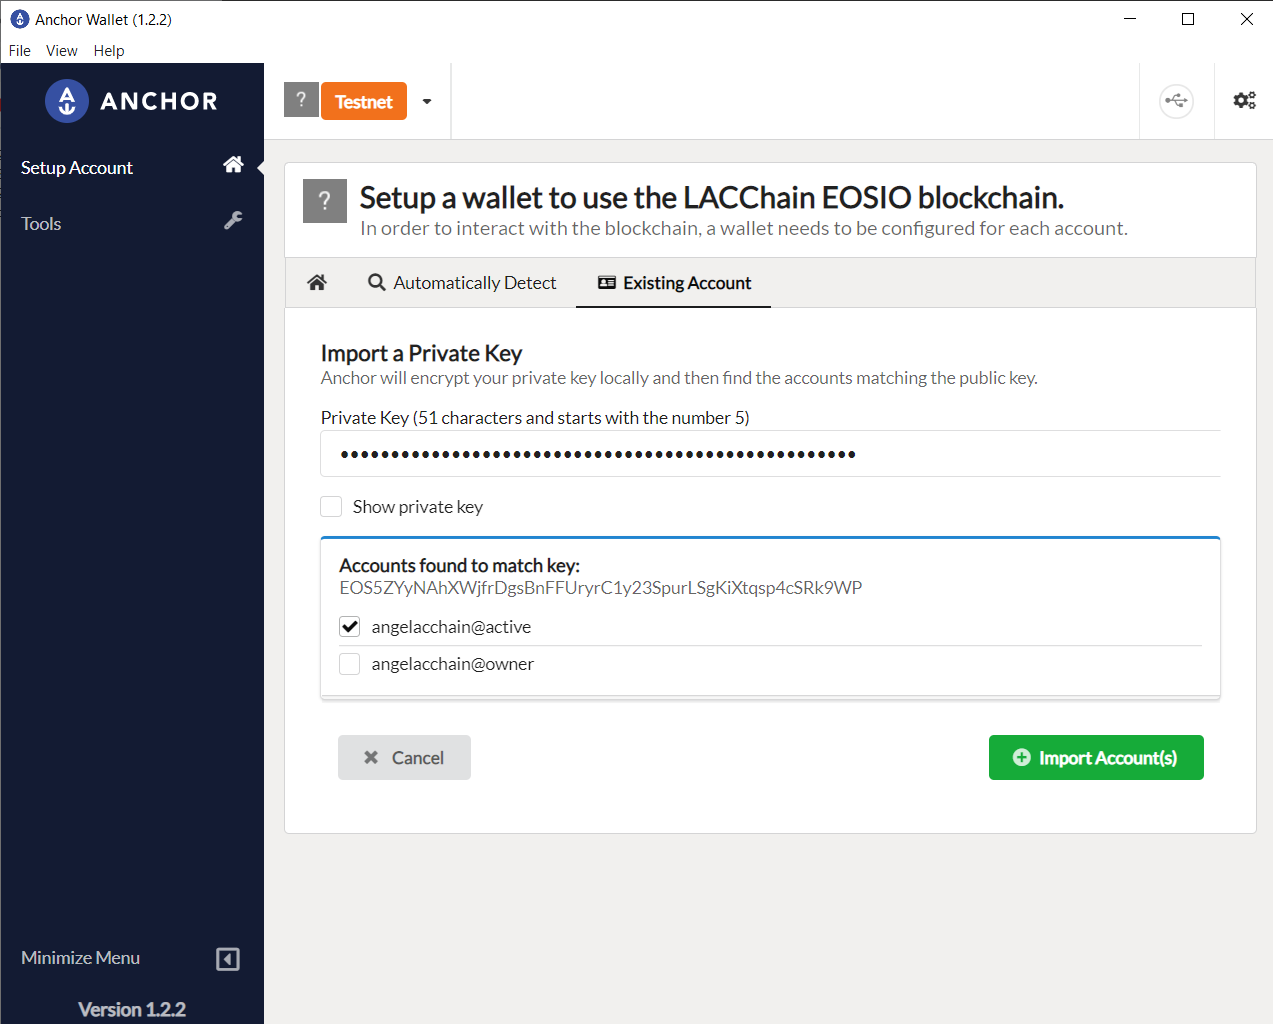 Anchor Wallet (1.2.2)
File View Help
ANCHOR
? Testnet
Setup Account
Tools
? Setup a wallet to use the LACChain EOSIO blockchain.
In order to interact with the blockchain, a wallet needs to be configured for each account.
Automatically Detect Existing Account
Import a Private Key
Anchor will encrypt your private key locally and then find the accounts matching the public key.
Private Key (51 characters and starts with the number 5)
•••••••••••••••••••••••••••••••••••••••••••••••••••
Show private key
Accounts found to match key:
EOS5ZYyNAhXWjfrDgsBnFFUryrC1y23SpurLSgKiXtqsp4cSRk9WP
angelacchain@active
angelacchain@owner
Cancel Import Account(s)
Minimize Menu
Version 1.2.2